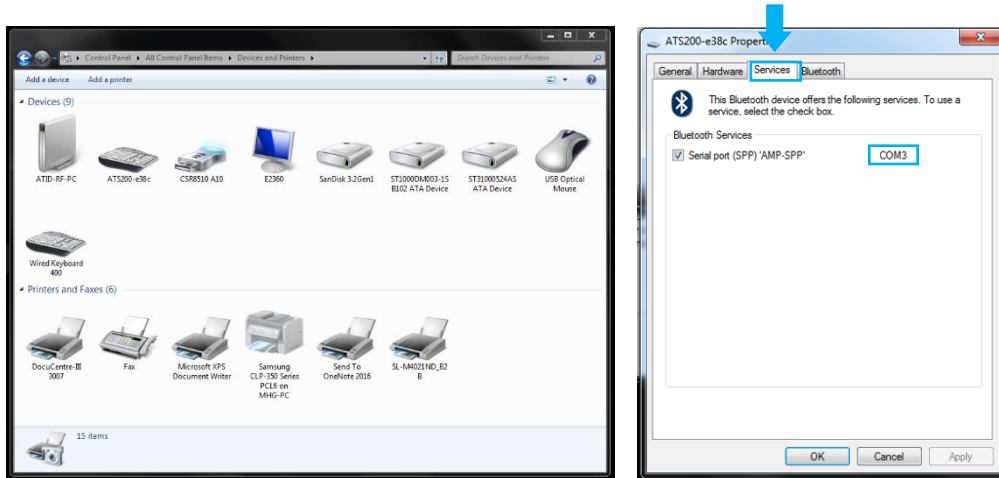 Control Panel ▸ All Control Panel Items ▸ Devices and Printers ▸
Search Devices and Printers
Add a device Add a printer
Devices (9)
ATID-RF-PC
ATS200-e38c
CSR8510 A10
E2360
SanDisk 3.2Gen1
ST1000DM003-1S
B102 ATA Device
ST31000524AS
ATA Device
USB Optical
Mouse
Wired Keyboard
400
Printers and Faxes (6)
DocuCentre-III
3007
Fax
Microsoft XPS
Document Writer
Samsung
CLP-350 Series
PCL6 on
MHG-PC
Send To
OneNote 2016
SL-M4021ND_B2
B
15 items
ATS200-e38c Propert
General Hardware Services Bluetooth
This Bluetooth device offers the following services. To use a
service, select the check box.
Bluetooth Services
Serial port (SPP) 'AMP-SPP' COM3
OK Cancel Apply